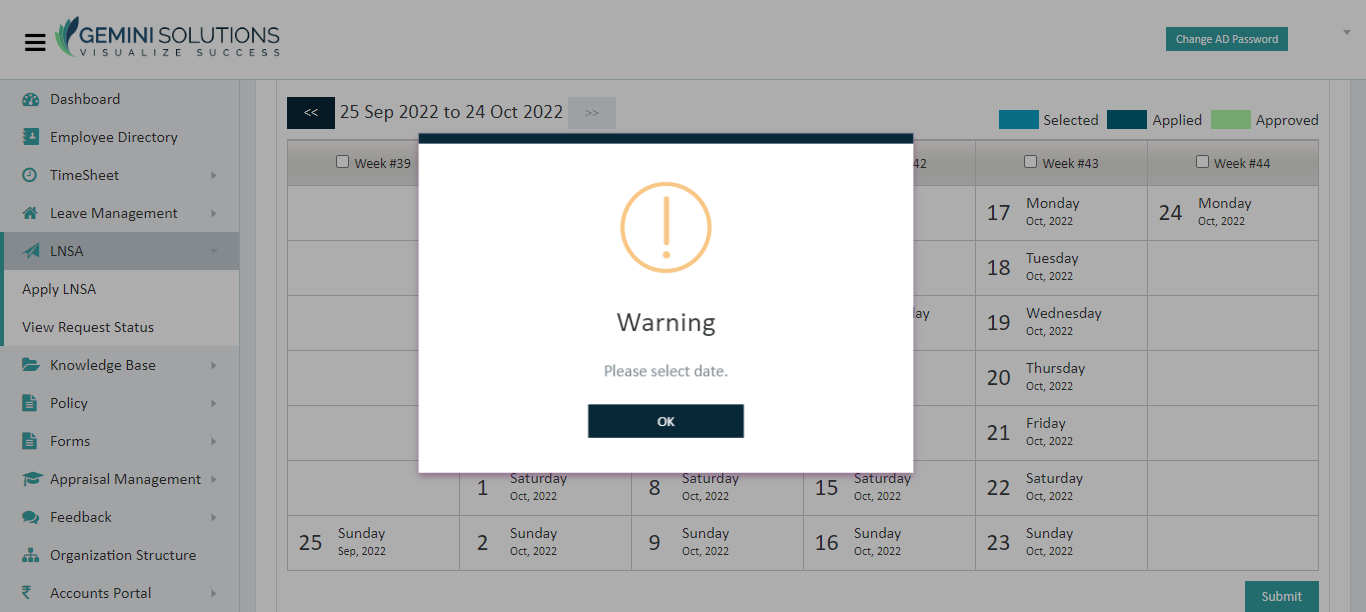 GEMINI SOLUTIONS
VISUALIZE SUCCESS
Change AD Password
Dashboard
Employee Directory
TimeSheet
Leave Management
LNSA
Apply LNSA
View Request Status
Knowledge Base
Policy
Forms
Appraisal Management
Feedback
Organization Structure
Accounts Portal
<< 25 Sep 2022 to 24 Oct 2022 >>
Selected Applied Approved
Week #39 42 Week #43 Week #44
17 Monday 24 Monday
Oct, 2022 Oct, 2022
18 Tuesday
Oct, 2022
19 Wednesday
Oct, 2022
20 Thursday
Oct, 2022
21 Friday
Oct, 2022
1 Saturday 8 Saturday 15 Saturday 22 Saturday
Oct, 2022 Oct, 2022 Oct, 2022 Oct, 2022
25 Sunday 2 Sunday 9 Sunday 16 Sunday 23 Sunday
Sep, 2022 Oct, 2022 Oct, 2022 Oct, 2022 Oct, 2022
Submit
Warning
Please select date.
OK